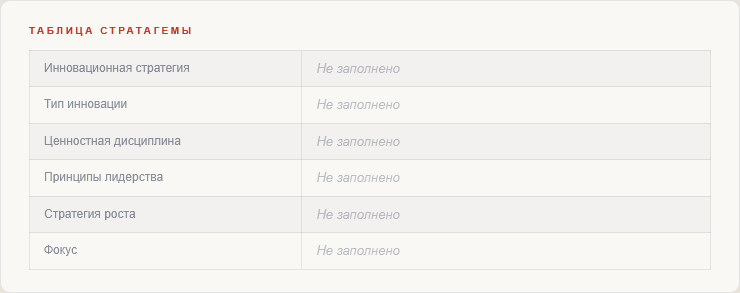 ТАБЛИЦА СТРАТАГЕМЫ
Инновационная стратегия Не заполнено
Тип инновации Не заполнено
Ценностная дисциплина Не заполнено
Принципы лидерства Не заполнено
Стратегия роста Не заполнено
Фокус Не заполнено